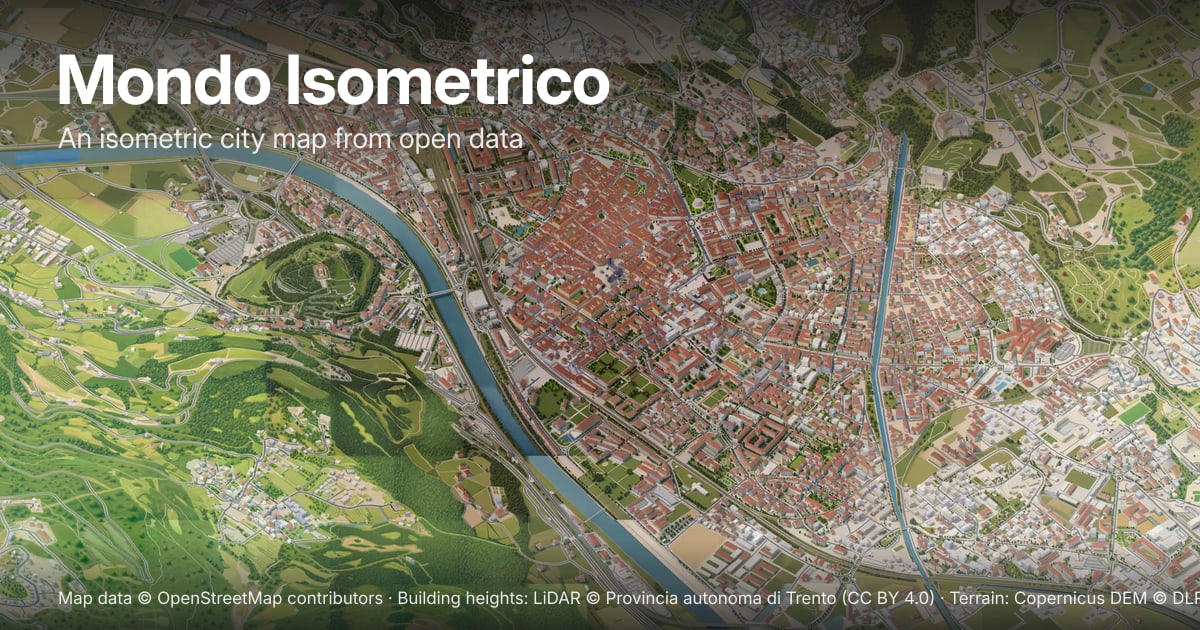 Mondo Isometrico
An isometric city map from open data
Map data © OpenStreetMap contributors · Building heights: LiDAR © Provincia autonoma di Trento (CC BY 4.0) · Terrain: Copernicus DEM © DLR